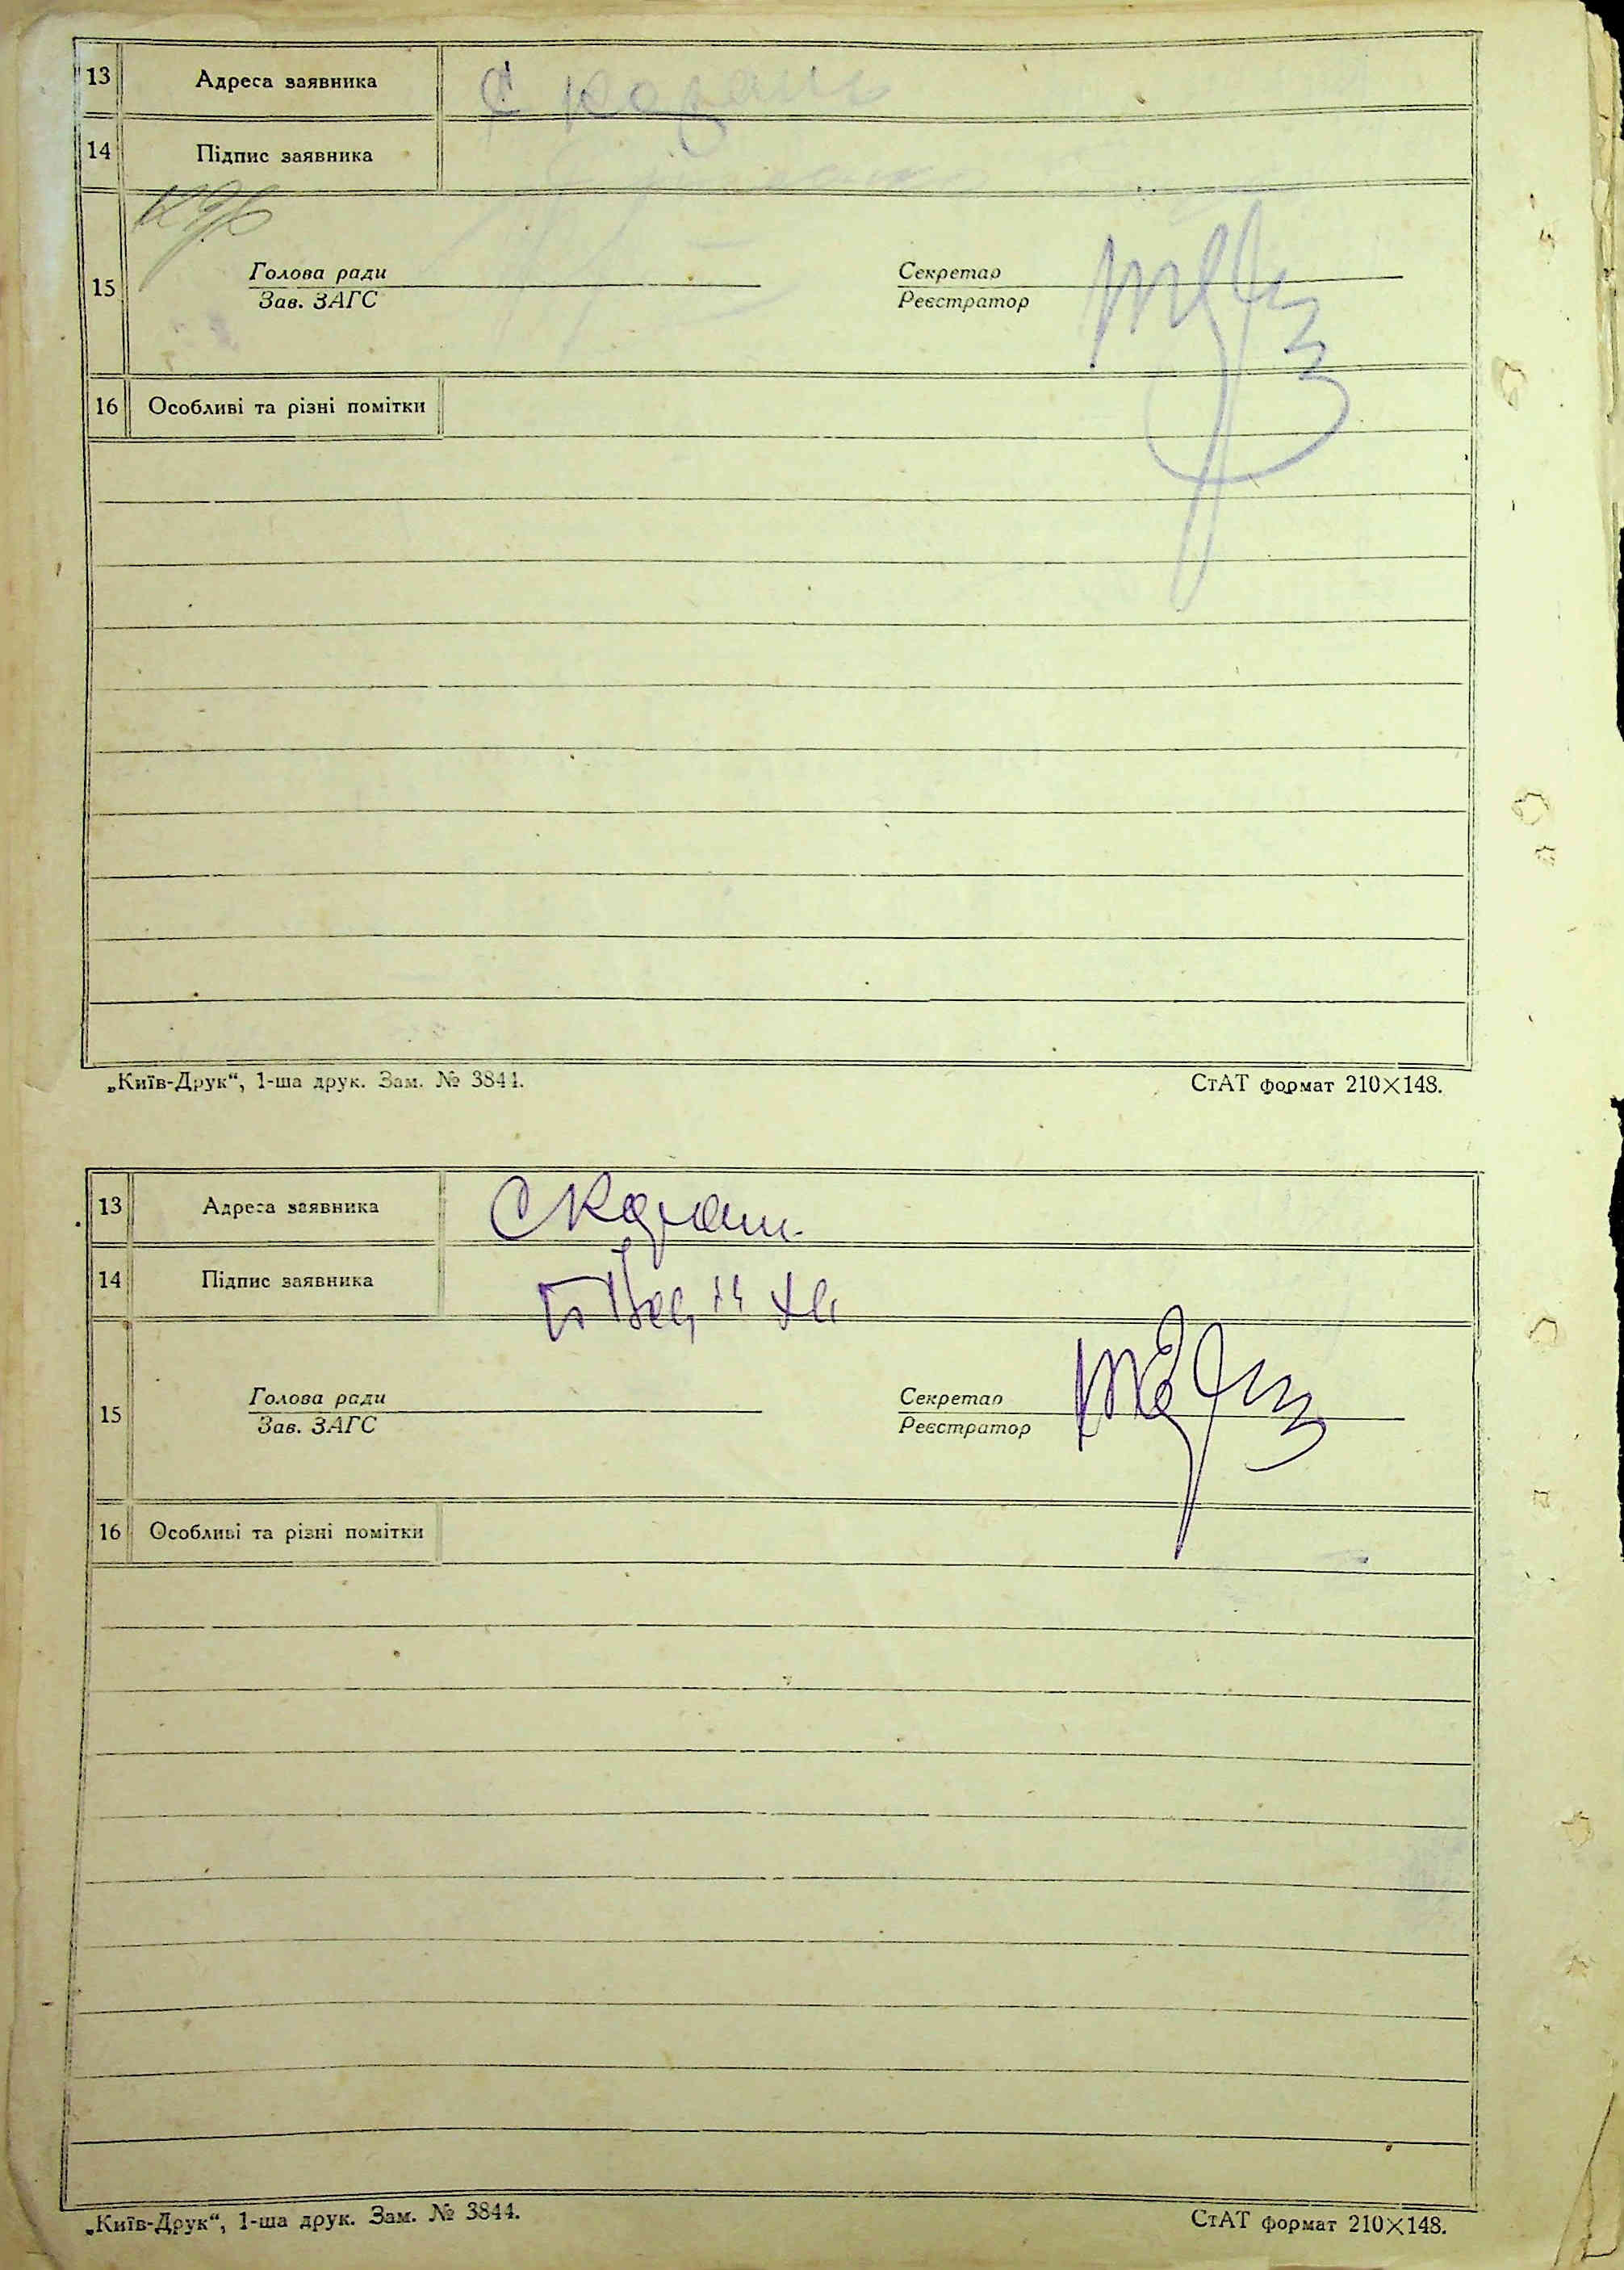 13 Адреса заявника
14 Підпис заявника
15 Голова ради Секретар
Зав. ЗАГС Реєстратор
16 Особливі та різні помітки
„Київ-Друк“, 1-ша друк. Зам. № 3844. СтАТ формат 210×148.
13 Адреса заявника
14 Підпис заявника
15 Голова ради Секретар
Зав. ЗАГС Реєстратор
16 Особливі та різні помітки
„Київ-Друк“, 1-ша друк. Зам. № 3844. СтАТ формат 210×148.